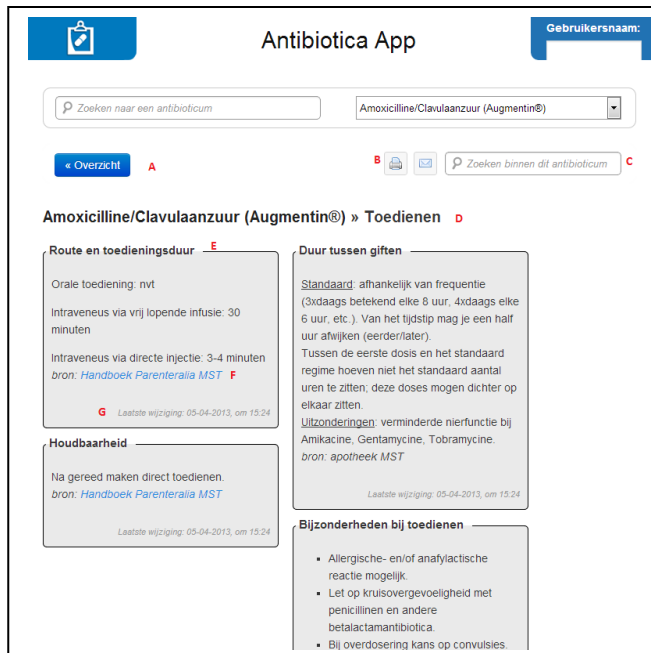 Antibiotica App
Gebruikersnaam:
Zoeken naar een antibioticum
Amoxicilline/Clavulaanzuur (Augmentin®)
« Overzicht
A
B
Zoeken binnen dit antibioticum
C
Amoxicilline/Clavulaanzuur (Augmentin®) » Toedienen
D
Route en toedieningsduur
E
Orale toediening: nvt
Intraveneus via vrij lopende infusie: 30
minuten
Intraveneus via directe injectie: 3-4 minuten
bron: Handboek Parenteralia MST
F
G
Laatste wijziging: 05-04-2013, om 15:24
Houdbaarheid
Na gereed maken direct toedienen.
bron: Handboek Parenteralia MST
Laatste wijziging: 05-04-2013, om 15:24
Duur tussen giften
Standaard: afhankelijk van frequentie
(3xdaags betekend elke 8 uur, 4xdaags elke
6 uur, etc.). Van het tijdstip mag je een half
uur afwijken (eerder/later).
Tussen de eerste dosis en het standaard
regime hoeven niet het standaard aantal
uren te zitten; deze doses mogen dichter op
elkaar zitten.
Uitzonderingen: verminderde nierfunctie bij
Amikacine, Gentamycine, Tobramycine.
bron: apotheek MST
Laatste wijziging: 05-04-2013, om 15:24
Bijzonderheden bij toedienen
Allergische- en/of anafylactische
reactie mogelijk.
Let op kruisovergevoeligheid met
penicillinen en andere
betalactamantibiotica.
Bij overdosering kans op convulsies.